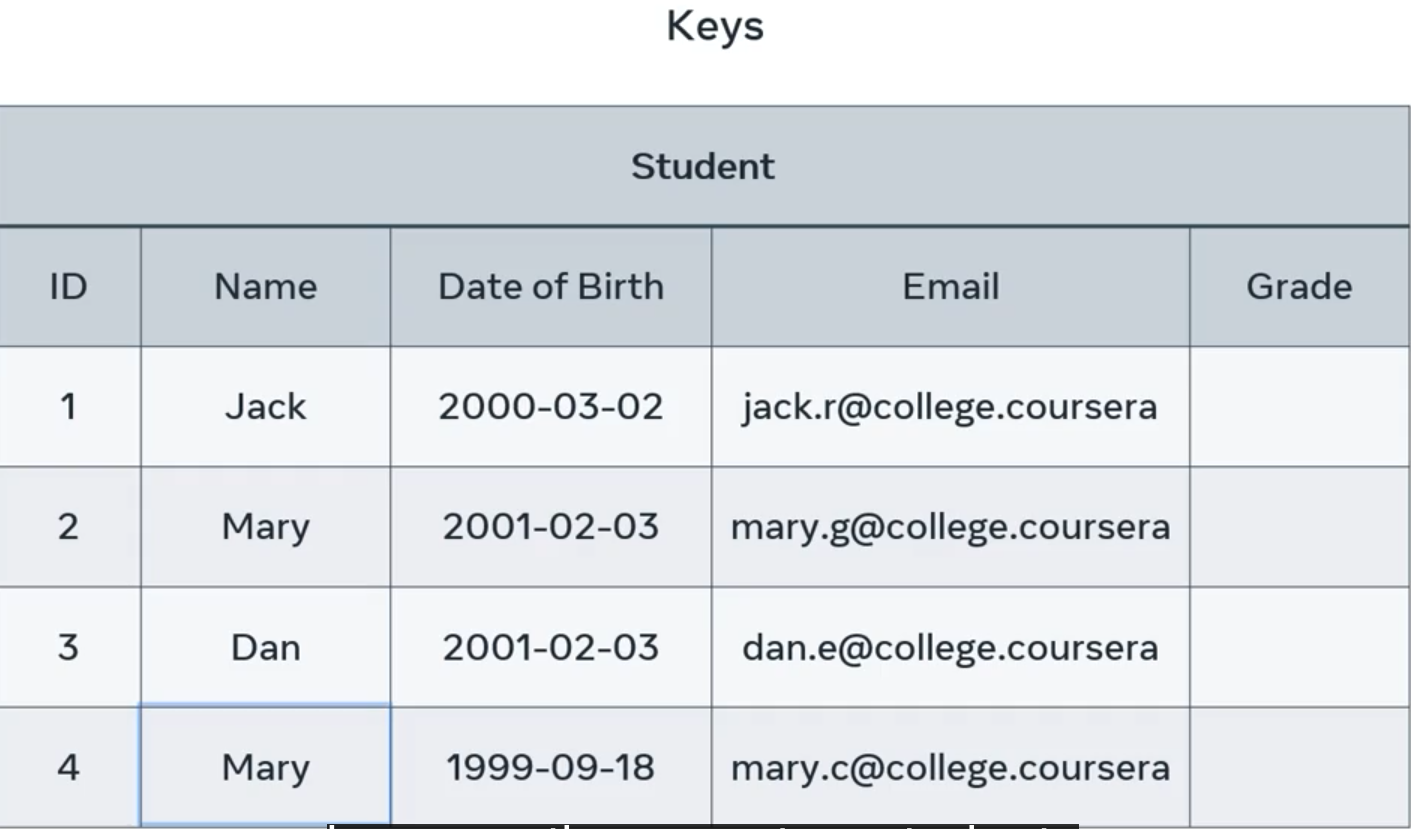 Keys
Student
ID Name Date of Birth Email Grade
1 Jack 2000-03-02 jack.r@college.coursera
2 Mary 2001-02-03 mary.g@college.coursera
3 Dan 2001-02-03 dan.e@college.coursera
4 Mary 1999-09-18 mary.c@college.coursera